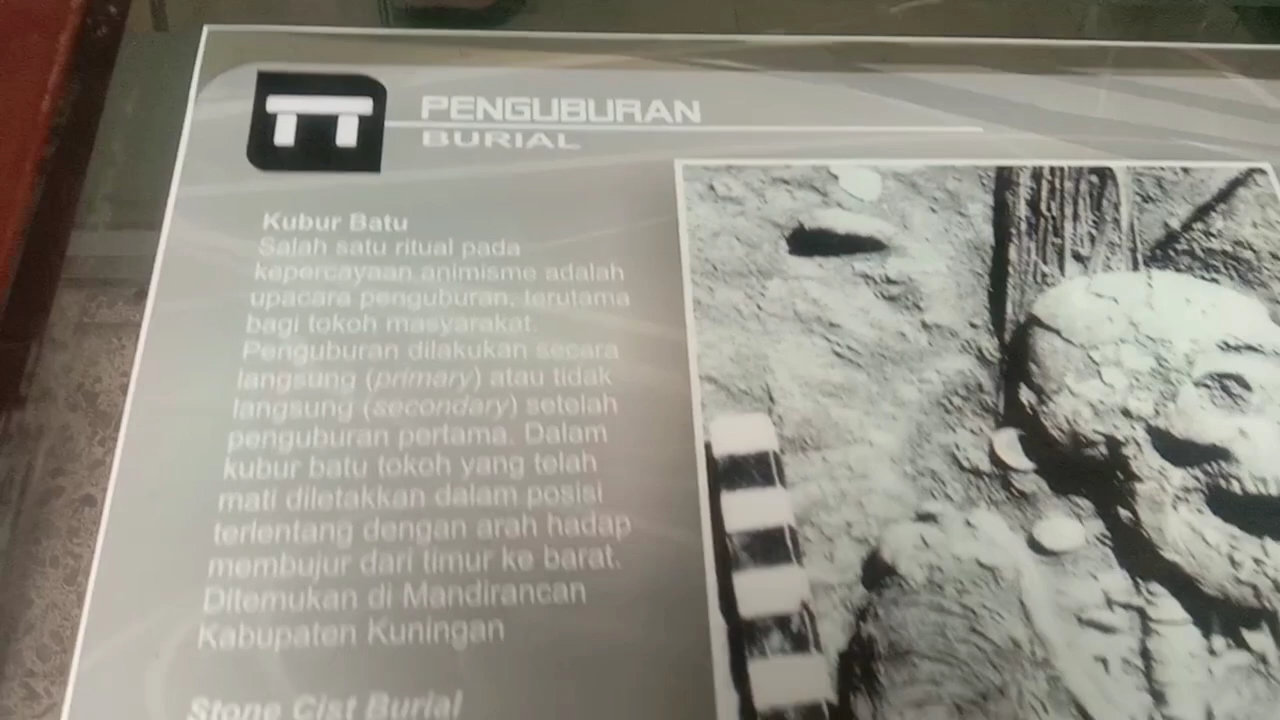 PENGUBURAN
BURIAL
Kubur Batu
Salah satu ritual pada
kepercayaan animisme adalah
upacara penguburan, terutama
bagi tokoh masyarakat.
Penguburan dilakukan secara
langsung (primary) atau tidak
langsung (secondary) setelah
penguburan pertama. Dalam
kubur batu tokoh yang telah
mati diletakkan dalam posisi
terlentang dengan arah hadap
membujur dari timur ke barat.
Ditemukan di Mandirancan
Kabupaten Kuningan
Stone Cist Burial